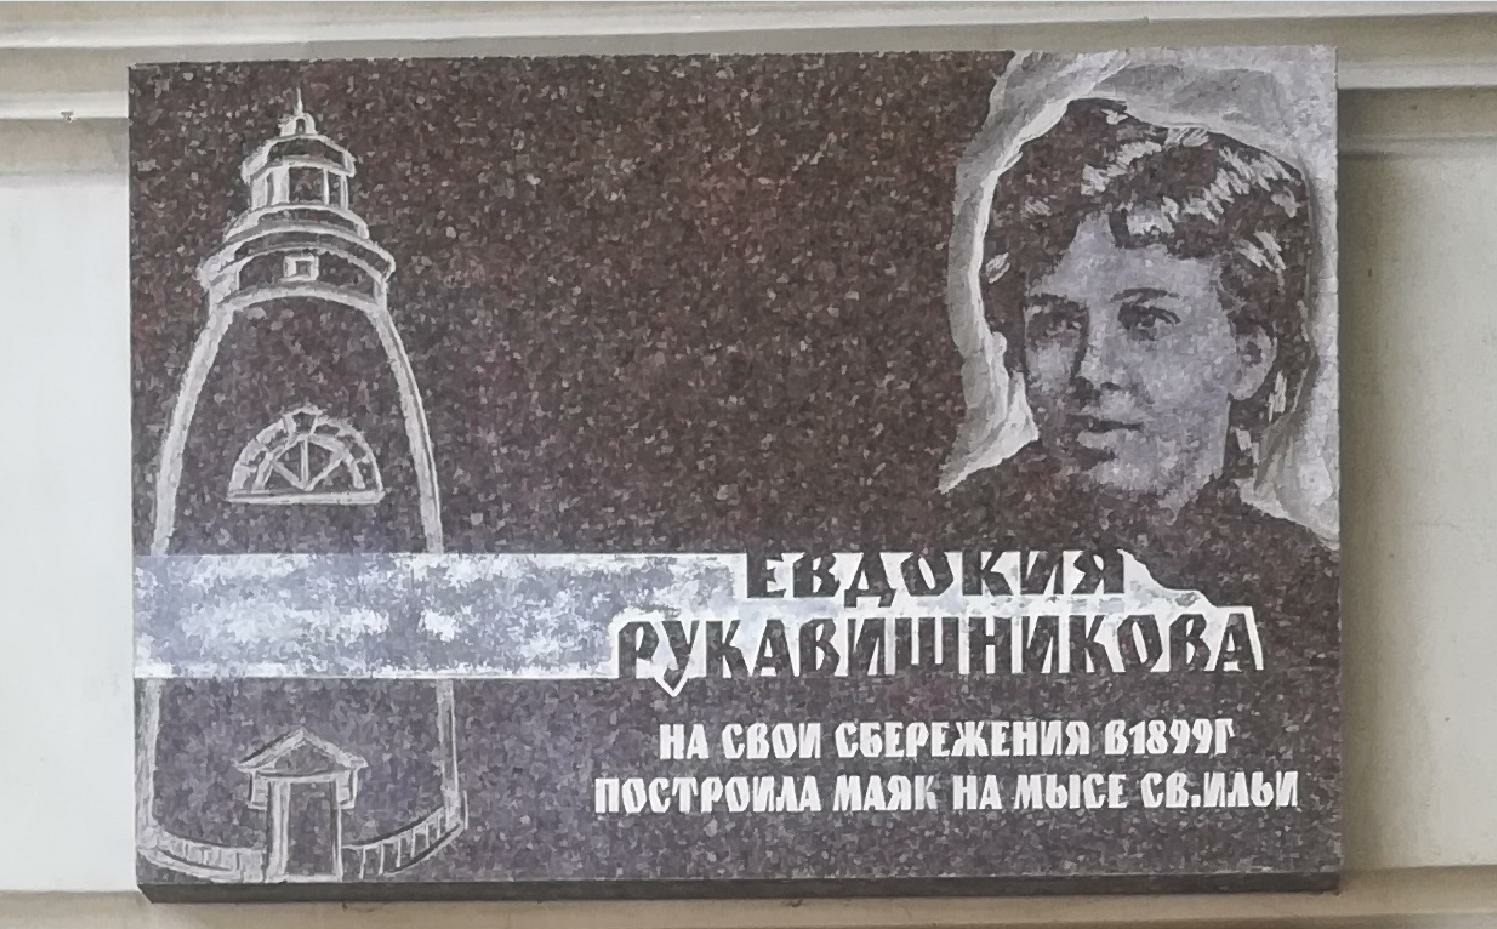 ЕВДОКИЯ
РУКАВИШНИКОВА
НА СВОИ СБЕРЕЖЕНИЯ В1899Г
ПОСТРОИЛА МАЯК НА МЫСЕ СВ.ИЛЬИ